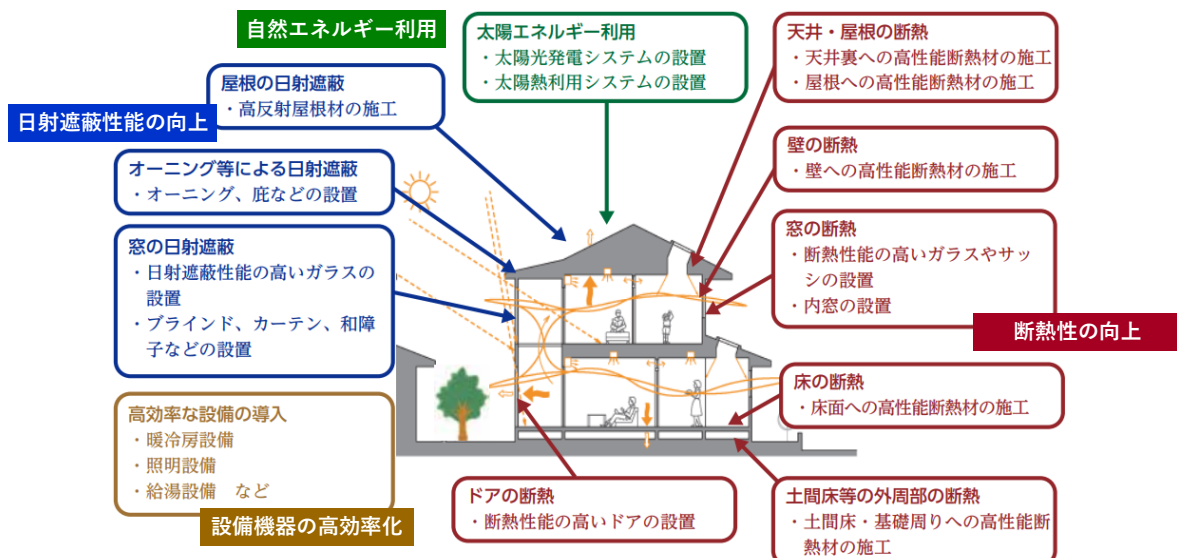 自然エネルギー利用
太陽エネルギー利用
・太陽光発電システムの設置
・太陽熱利用システムの設置
天井・屋根の断熱
・天井裏への高性能断熱材の施工
・屋根への高性能断熱材の施工
屋根の日射遮蔽
・高反射屋根材の施工
日射遮蔽性能の向上
壁の断熱
・壁への高性能断熱材の施工
オーニング等による日射遮蔽
・オーニング、庇などの設置
窓の断熱
・断熱性能の高いガラスやサッ
シの設置
・内窓の設置
窓の日射遮蔽
・日射遮蔽性能の高いガラスの
設置
・ブラインド、カーテン、和障
子などの設置
断熱性の向上
床の断熱
・床面への高性能断熱材の施工
高効率な設備の導入
・暖冷房設備
・照明設備
・給湯設備　など
設備機器の高効率化
ドアの断熱
・断熱性能の高いドアの設置
土間床等の外周部の断熱
・土間床・基礎周りへの高性能断
熱材の施工